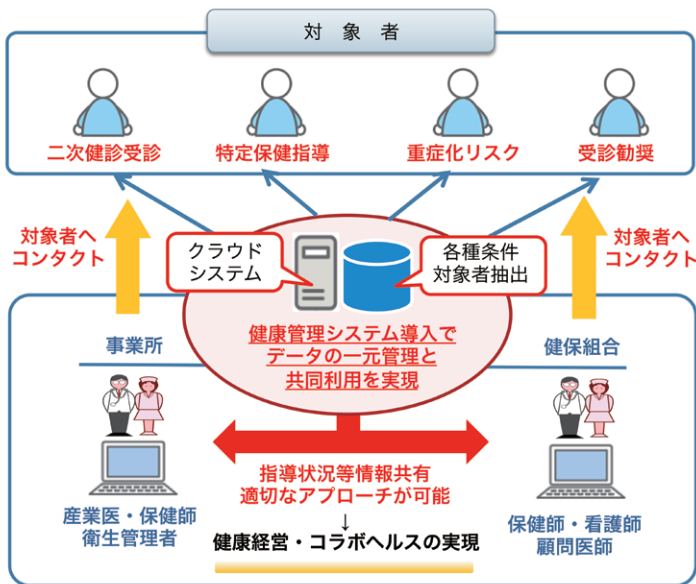 対 象 者
二次健診受診
特定保健指導
重症化リスク
受診勧奨
対象者へ
コンタクト
クラウド
システム
各種条件
対象者抽出
対象者へ
コンタクト
健康管理システム導入で
データの一元管理と
共同利用を実現
事業所
健保組合
指導状況等情報共有
適切なアプローチが可能
↓
健康経営・コラボヘルスの実現
産業医・保健師
衛生管理者
保健師・看護師
顧問医師